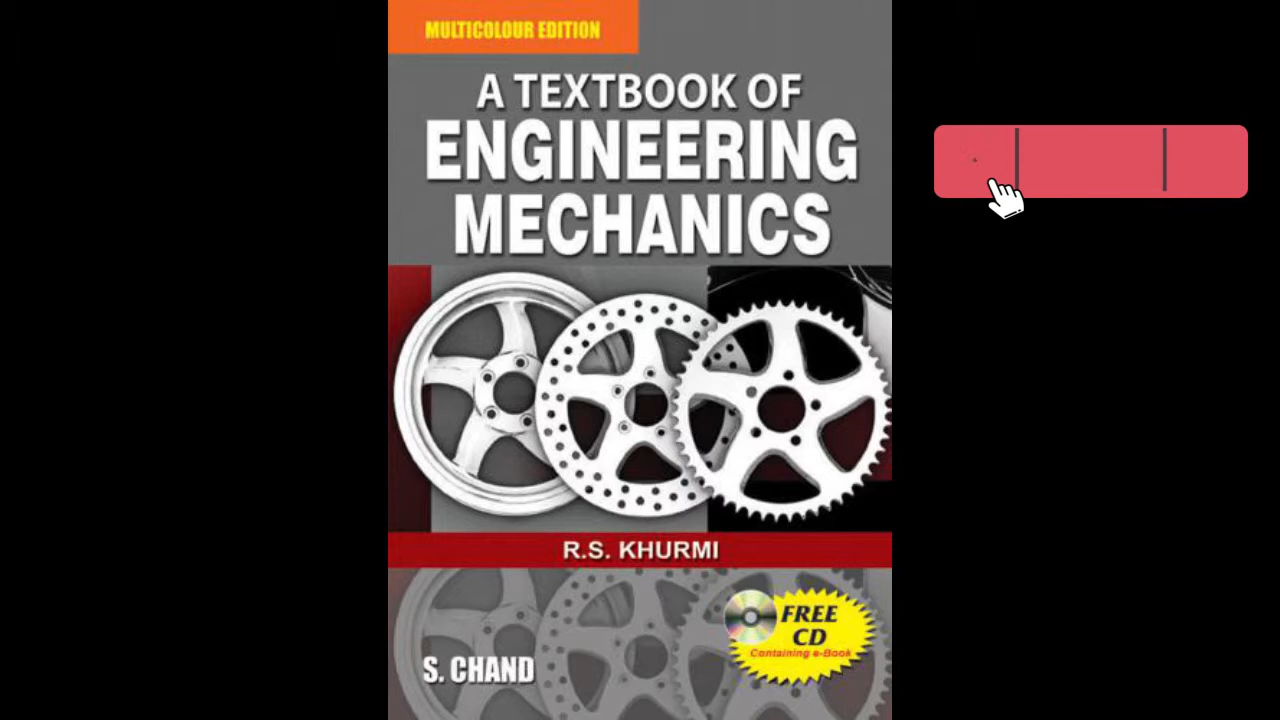 MULTICOLOUR EDITION
A TEXTBOOK OF
ENGINEERING
MECHANICS
R.S. KHURMI
FREE
CD
Containing e-Book
S. CHAND